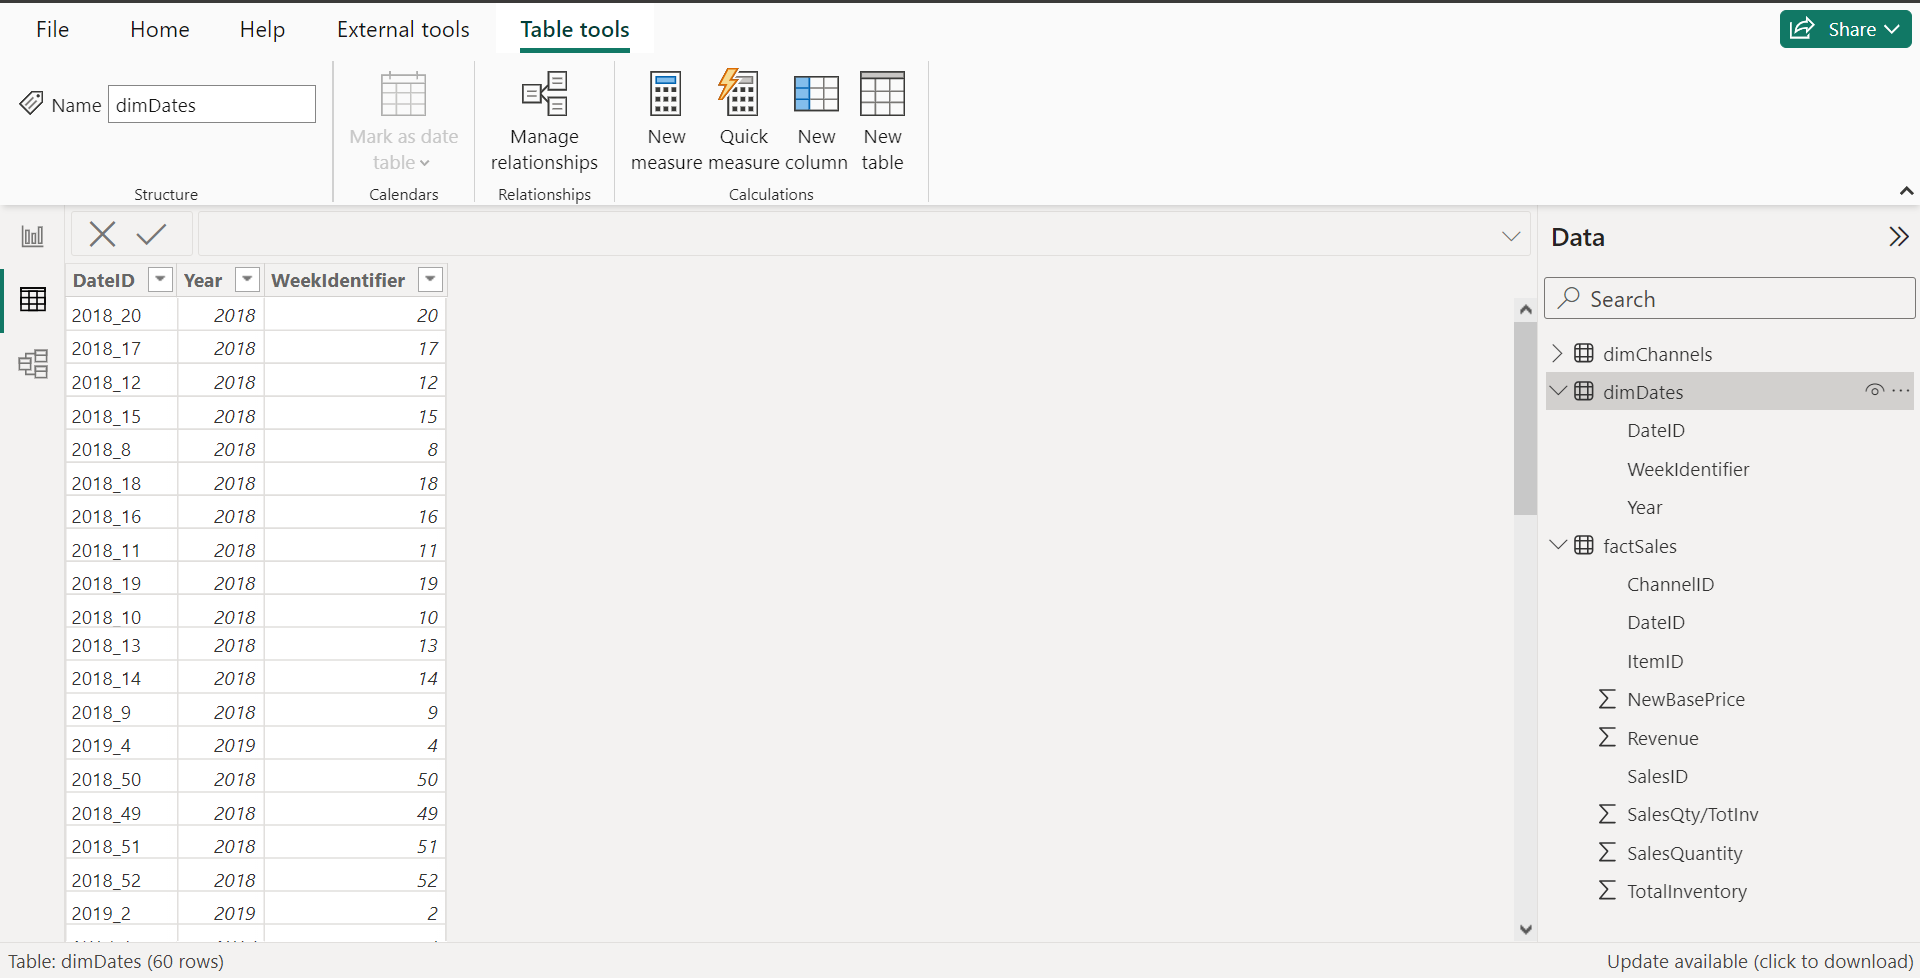 File Home Help External tools Table tools Share
Name dimDates
Mark as date table
Manage relationships
New measure
Quick measure
New column
New table
Structure Calendars Relationships Calculations
DateID Year WeekIdentifier
2018_20 2018 20
2018_17 2018 17
2018_12 2018 12
2018_15 2018 15
2018_8 2018 8
2018_18 2018 18
2018_16 2018 16
2018_11 2018 11
2018_19 2018 19
2018_10 2018 10
2018_13 2018 13
2018_14 2018 14
2018_9 2018 9
2019_4 2019 4
2018_50 2018 50
2018_49 2018 49
2018_51 2018 51
2018_52 2018 52
2019_2 2019 2
Data
Search
dimChannels
dimDates
DateID
WeekIdentifier
Year
factSales
ChannelID
DateID
ItemID
∑ NewBasePrice
∑ Revenue
SalesID
∑ SalesQty/TotInv
∑ SalesQuantity
∑ TotalInventory
Table: dimDates (60 rows)
Update available (click to download)